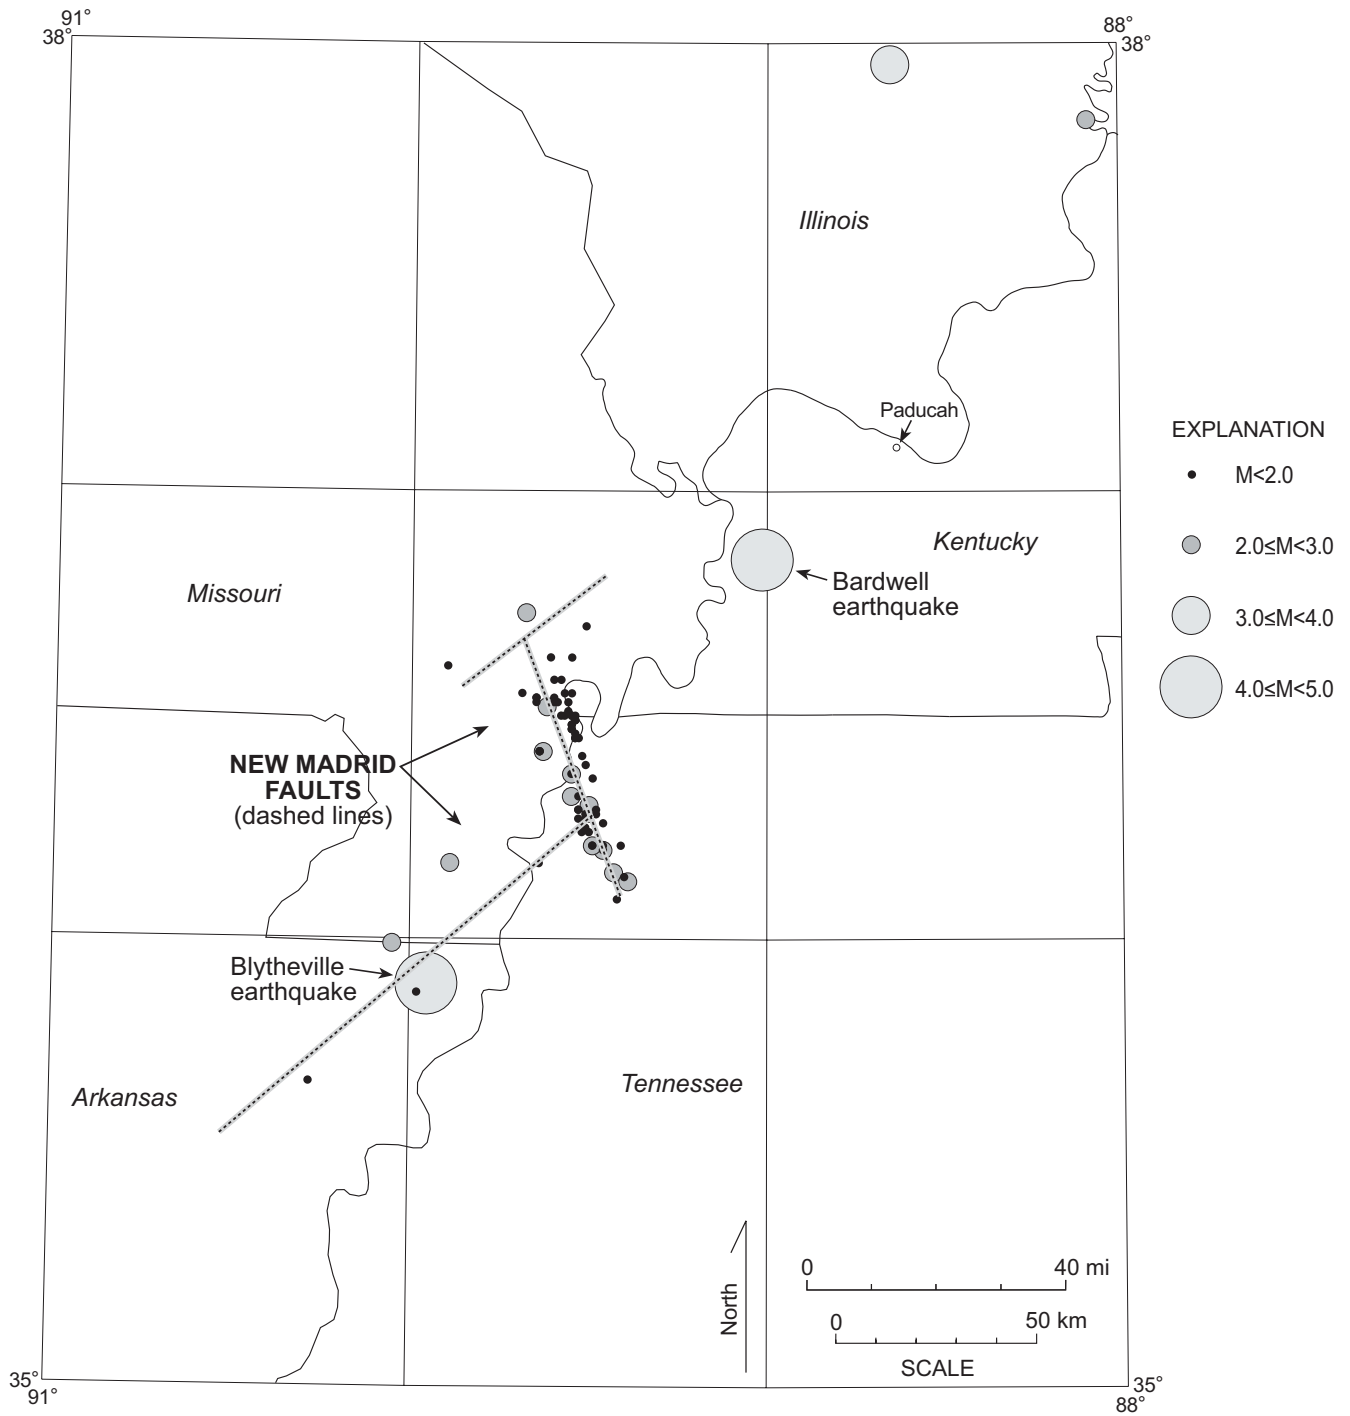 91°
38°
88°
38°
Illinois
Paducah
EXPLANATION
M<2.0
2.0≤M<3.0
3.0≤M<4.0
4.0≤M<5.0
Kentucky
Bardwell
earthquake
Missouri
NEW MADRID
FAULTS
(dashed lines)
Blytheville
earthquake
Arkansas
Tennessee
North
0 40 mi
0 50 km
SCALE
35°
91°
35°
88°